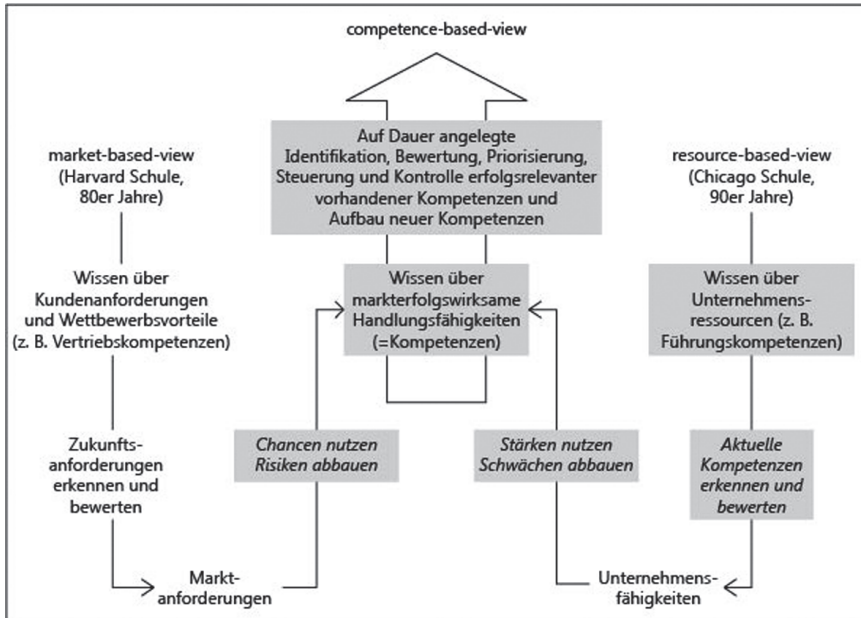 competence-based-view
Auf Dauer angelegte
Identifikation, Bewertung, Priorisierung,
Steuerung und Kontrolle erfolgsrelevanter
vorhandener Kompetenzen und
Aufbau neuer Kompetenzen
market-based-view
(Harvard Schule,
80er Jahre)
resource-based-view
(Chicago Schule,
90er Jahre)
Wissen über
Kundenanforderungen
und Wettbewerbsvorteile
(z. B. Vertriebskompetenzen)
Wissen über
markterfolgswirksame
Handlungsfähigkeiten
(=Kompetenzen)
Wissen über
Unternehmens-
ressourcen (z. B.
Führungskompetenzen)
Zukunfts-
anforderungen
erkennen und
bewerten
Chancen nutzen
Risiken abbauen
Stärken nutzen
Schwächen abbauen
Aktuelle
Kompetenzen
erkennen und
bewerten
Markt-
anforderungen
Unternehmens-
fähigkeiten